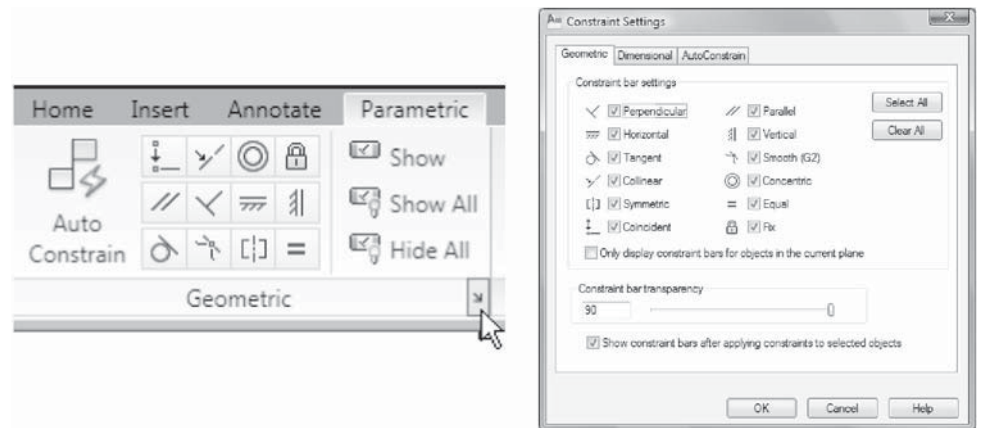 Home Insert Annotate Parametric
Auto
Constrain
Show
Show All
Hide All
Geometric
Constraint Settings
Geometric Dimensional AutoConstrain
Constraint bar settings
Perpendicular Parallel
Horizontal Vertical
Tangent Smooth (G2)
Collinear Concentric
Symmetric Equal
Coincident Fix
Select All
Clear All
Only display constraint bars for objects in the current plane
Constraint bar transparency
90
Show constraint bars after applying constraints to selected objects
OK Cancel Help